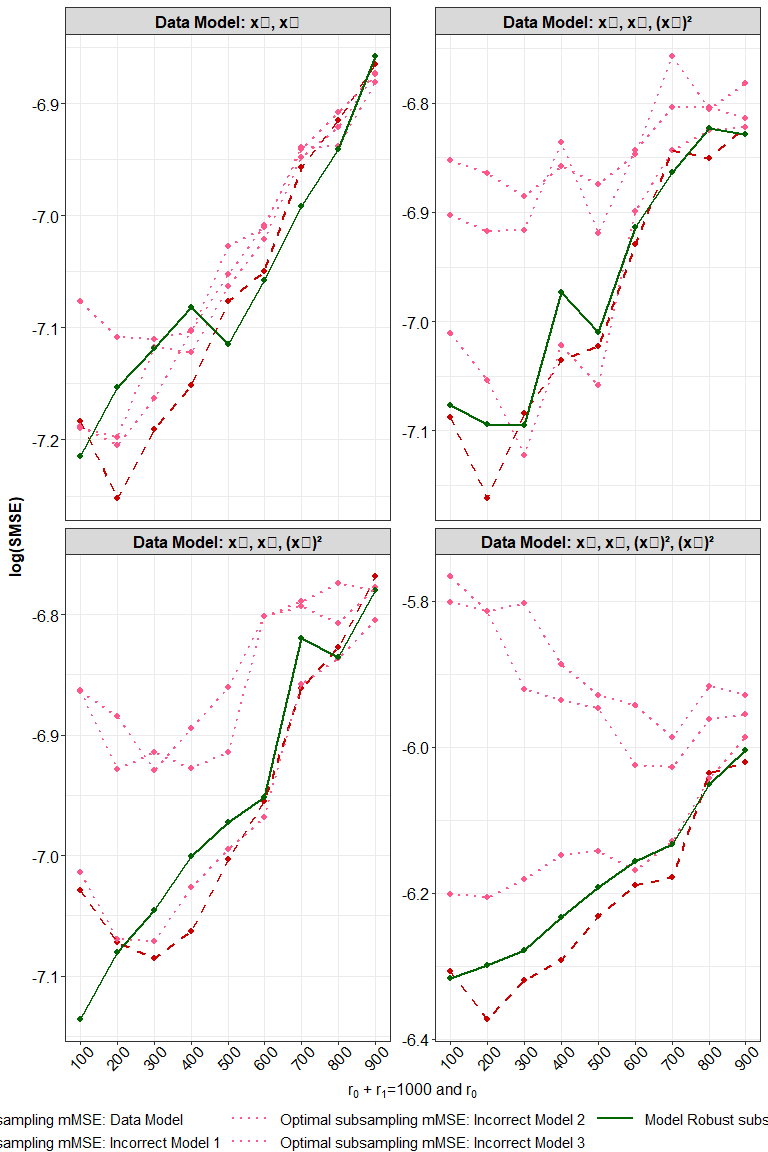 Data Model: x▯, x▯
Data Model: x▯, x▯, (x▯)²
-6.9
-7.0
-7.1
-7.2
-6.8
-6.9
-7.0
-7.1
log(SMSE)
Data Model: x▯, x▯, (x▯)²
Data Model: x▯, x▯, (x▯)², (x▯)²
-6.8
-6.9
-7.0
-7.1
-5.8
-6.0
-6.2
-6.4
100 200 300 400 500 600 700 800 900
100 200 300 400 500 600 700 800 900
r₀ + r₁=1000 and r₀
sampling mMSE: Data Model
Optimal subsampling mMSE: Incorrect Model 2
Model Robust subs
sampling mMSE: Incorrect Model 1
Optimal subsampling mMSE: Incorrect Model 3